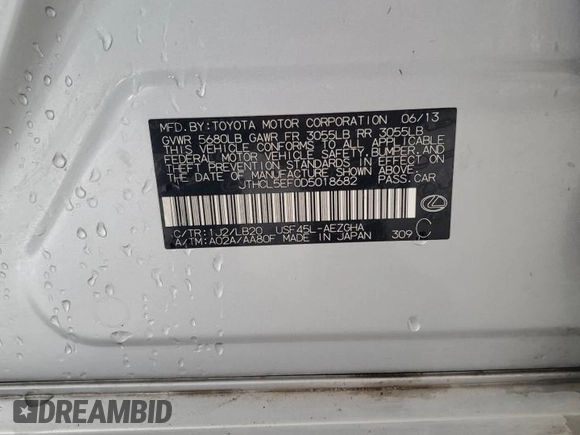 MFD.BY:TOYOTA MOTOR CORPORATION 06/13
GVWR 5680LB GAWR FR 3055LB RR 3055LB
THIS VEHICLE CONFORMS TO ALL APPLICABLE
FEDERAL MOTOR VEHICLE SAFETY,BUMPER,AND
THEFT PREVENTION STANDARDS IN EFFECT ON
THE DATE OF MANUFACTURE SHOWN ABOVE.
JTHCL5EF0D5018682 PASS.CAR
C/TR:1J2/LB20 USF45L-AEZGHA
A/TM:A02A/AA80F MADE IN JAPAN 309
C
DREAMBID